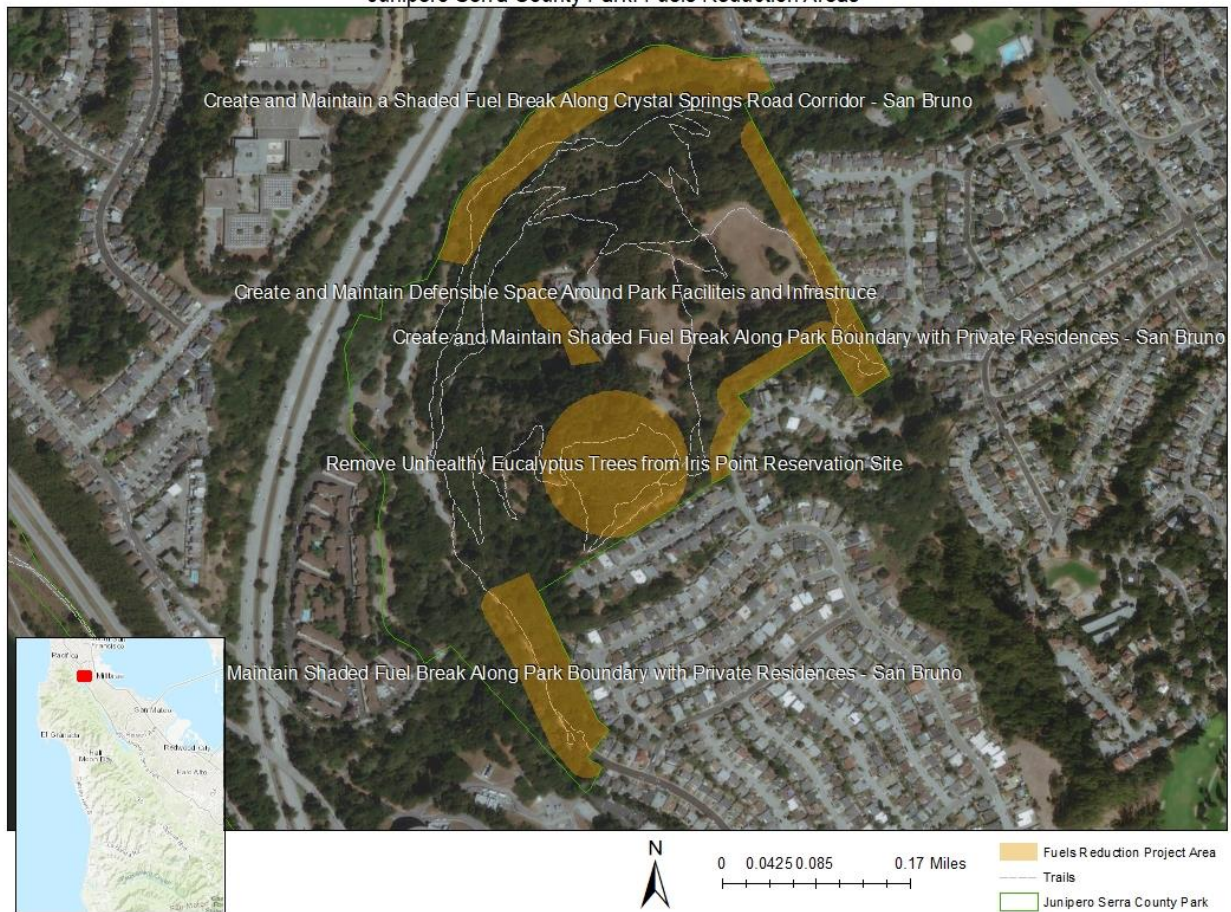 Junipero Serra County Park: Fuels Reduction Areas
Create and Maintain a Shaded Fuel Break Along Crystal Springs Road Corridor - San Bruno
Create and Maintain Defensible Space Around Park Faciliteis and Infrastruce
Create and Maintain Shaded Fuel Break Along Park Boundary with Private Residences - San Bruno
Remove Unhealthy Eucalyptus Trees from Iris Point Reservation Site
Maintain Shaded Fuel Break Along Park Boundary with Private Residences - San Bruno
Francisco
Pacifica
Millbrae
San Mateo
El Granada
Redwood City
Half
Moon Bay
Palo Alto
N
0 0.0425 0.085 0.17 Miles
Fuels Reduction Project Area
Trails
Junipero Serra County Park